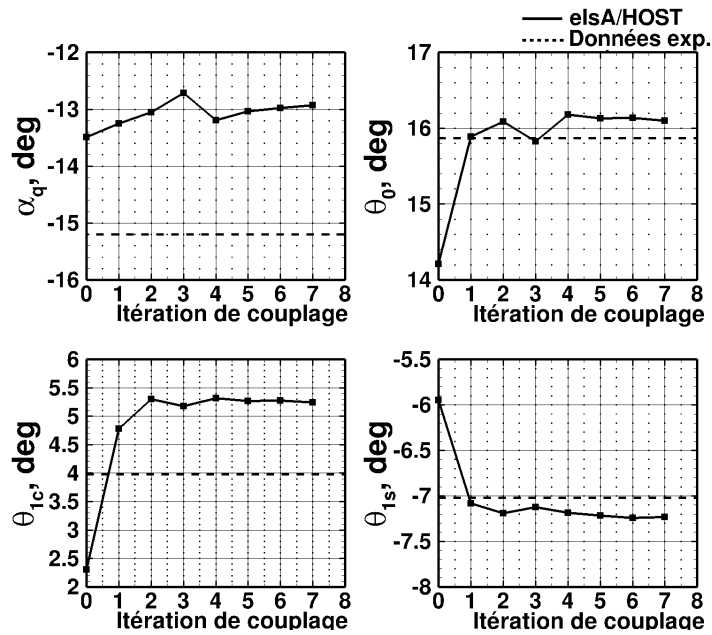 elsA/HOST
Données exp.
-12
-13
-14
-15
-16
αq, deg
0 1 2 3 4 5 6 7 8
Itération de couplage
17
16
15
14
θ0, deg
0 1 2 3 4 5 6 7 8
Itération de couplage
6
5.5
5
4.5
4
3.5
3
2.5
2
θ1c, deg
0 1 2 3 4 5 6 7 8
Itération de couplage
-5.5
-6
-6.5
-7
-7.5
-8
θ1s, deg
0 1 2 3 4 5 6 7 8
Itération de couplage